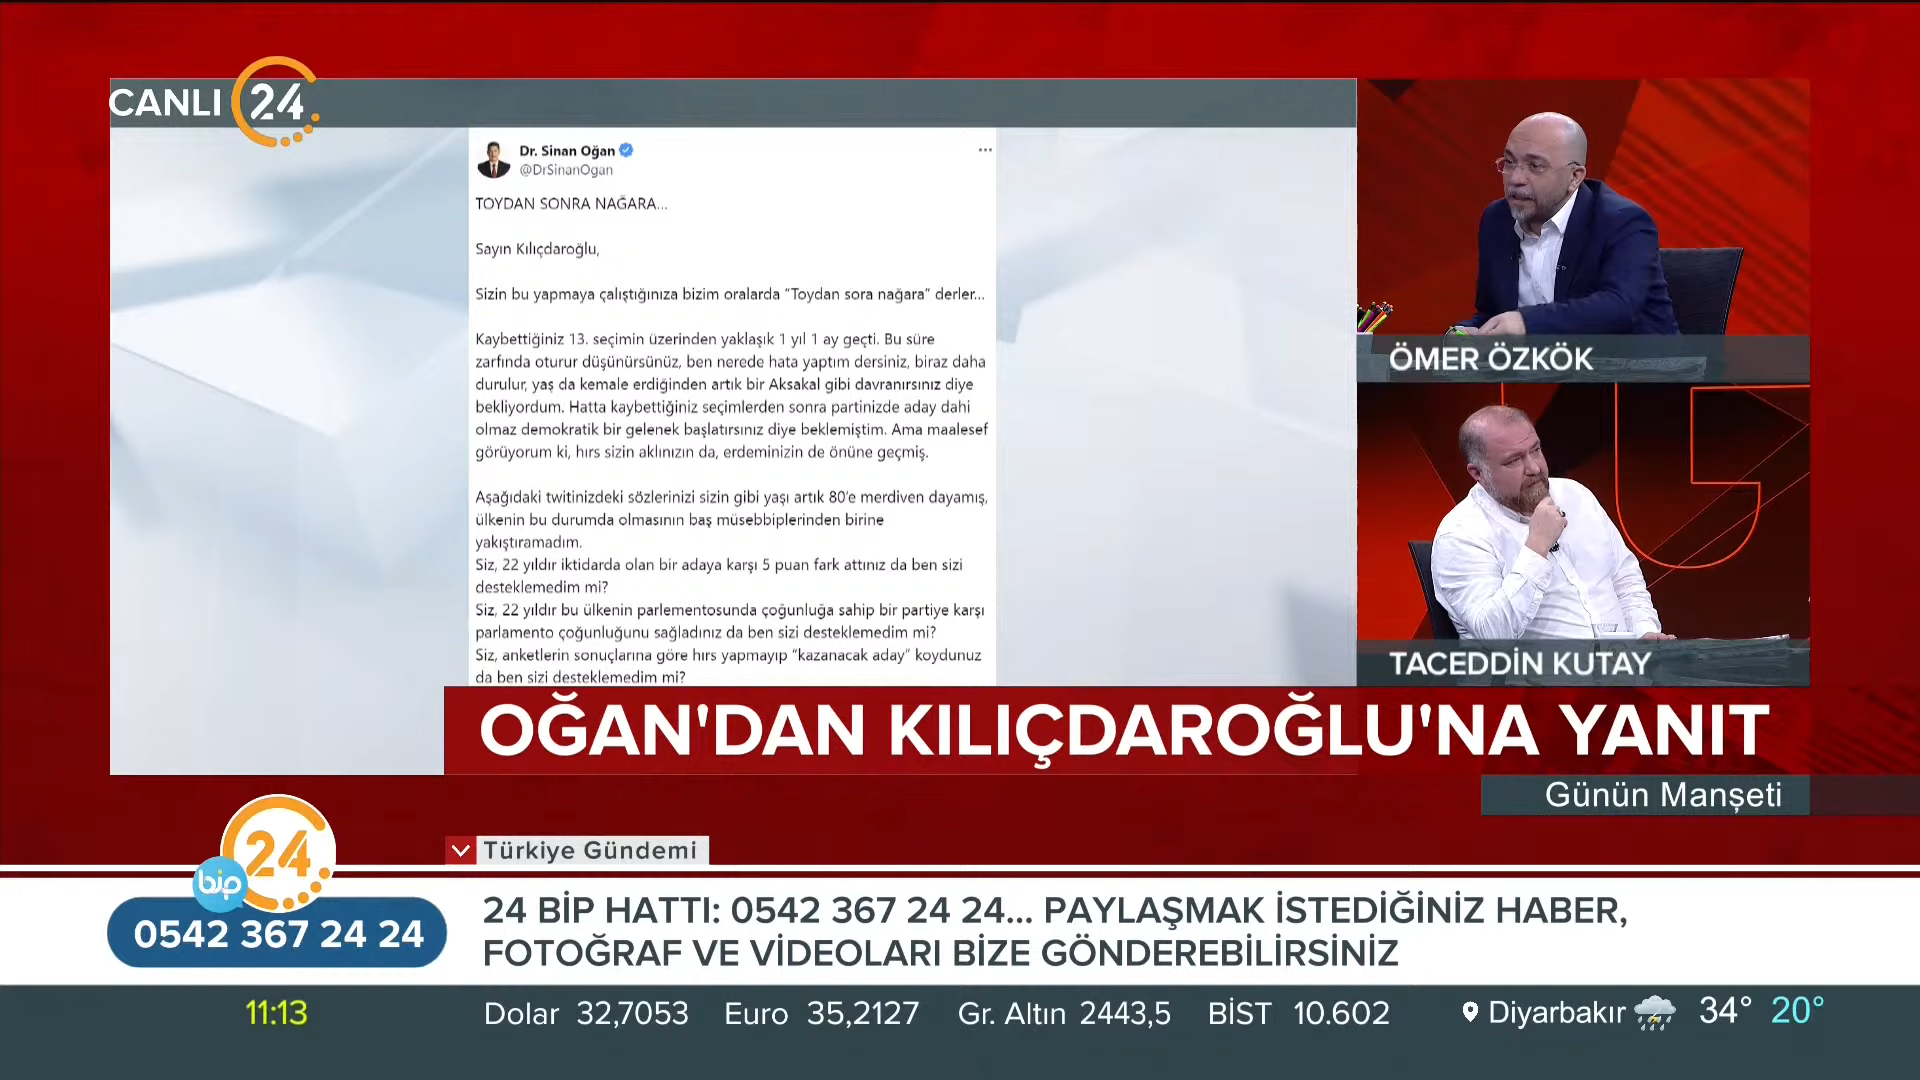 CANLI 24
Dr. Sinan Oğan
@DrSinanOgan
TOYDAN SONRA NAĞARA...
Sayın Kılıçdaroğlu,
Sizin bu yapmaya çalıştığınıza bizim oralarda "Toydan sora nağara" derler...
Kaybettiğiniz 13. seçimin üzerinden yaklaşık 1 yıl 1 ay geçti. Bu süre
zarfında oturur düşünürsünüz, ben nerede hata yaptım dersiniz, biraz daha
durulur, yaş da kemale erdiğinden artık bir Aksakal gibi davranırsınız diye
bekliyordum. Hatta kaybettiğiniz seçimlerden sonra partinizde aday dahi
olmaz demokratik bir gelenek başlatırsınız diye beklemiştim. Ama maalesef
görüyorum ki, hırs sizin aklınızın da, erdeminizin de önüne geçmiş.
Aşağıdaki twitinizdeki sözlerinizi sizin gibi yaşı artık 80'e merdiven dayamış,
ülkenin bu durumda olmasının baş müsebbiplerinden birine
yakıştıramadım.
Siz, 22 yıldır iktidarda olan bir adaya karşı 5 puan fark attınız da ben sizi
desteklemedim mi?
Siz, 22 yıldır bu ülkenin parlementosunda çoğunluğa sahip bir partiye karşı
parlamento çoğunluğunu sağladınız da ben sizi desteklemedim mi?
Siz, anketlerin sonuçlarına göre hırs yapmayıp "kazanacak aday" koydunuz
da ben sizi desteklemedim mi?
ÖMER ÖZKÖK
TACEDDİN KUTAY
OĞAN'DAN KILIÇDAROĞLU'NA YANIT
Günün Manşeti
Türkiye Gündemi
24
bip
0542 367 24 24
24 BİP HATTI: 0542 367 24 24... PAYLAŞMAK İSTEDİĞİNİZ HABER,
FOTOĞRAF VE VİDEOLARI BİZE GÖNDEREBİLİRSİNİZ
11:13 Dolar 32,7053 Euro 35,2127 Gr. Altın 2443,5 BİST 10.602 Diyarbakır 34° 20°